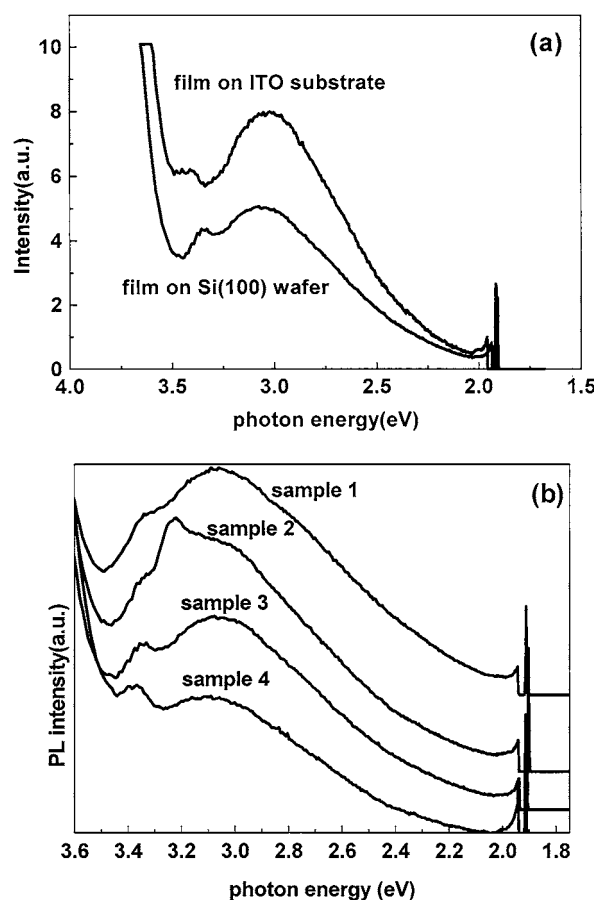 (a)
10
8
6
4
2
0
Intensity(a.u.)
film on ITO substrate
film on Si(100) wafer
4.0 3.5 3.0 2.5 2.0 1.5
photon energy(eV)
(b)
sample 1
sample 2
sample 3
sample 4
PL intensity(a.u.)
3.6 3.4 3.2 3.0 2.8 2.6 2.4 2.2 2.0 1.8
photon energy (eV)